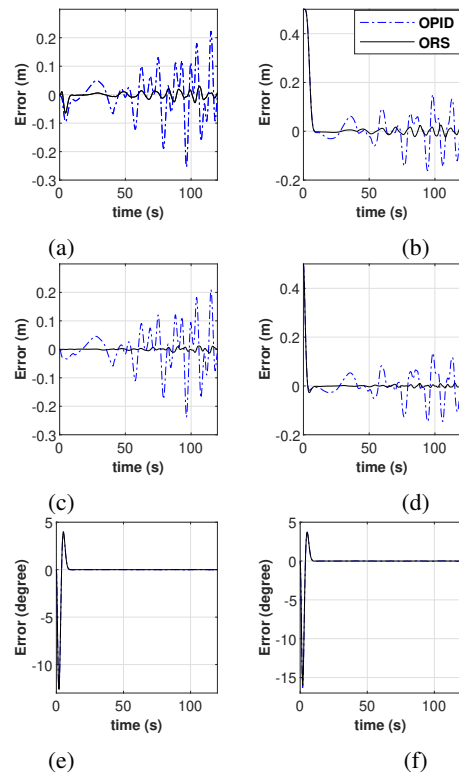 0.2
0.1
0
-0.1
-0.2
-0.3
Error (m)
0 50 100
time (s)
(a)
OPID
ORS
0.4
0.2
0
-0.2
Error (m)
0 50 100
time (s)
(b)
0.2
0.1
0
-0.1
-0.2
-0.3
Error (m)
0 50 100
time (s)
(c)
0.4
0.2
0
-0.2
Error (m)
0 50 100
time (s)
(d)
5
0
-5
-10
Error (degree)
0 50 100
time (s)
(e)
5
0
-5
-10
-15
Error (degree)
0 50 100
time (s)
(f)